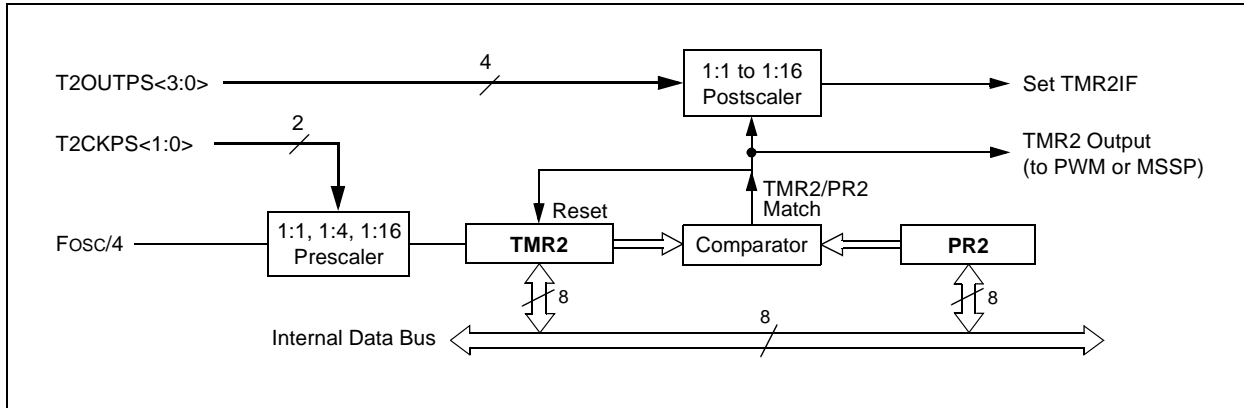 T2OUTPS<3:0>
4
1:1 to 1:16
Postscaler
Set TMR2IF
T2CKPS<1:0>
2
TMR2 Output
(to PWM or MSSP)
TMR2/PR2
Match
Reset
FOSC/4
1:1, 1:4, 1:16
Prescaler
TMR2
Comparator
PR2
8
8
Internal Data Bus
8